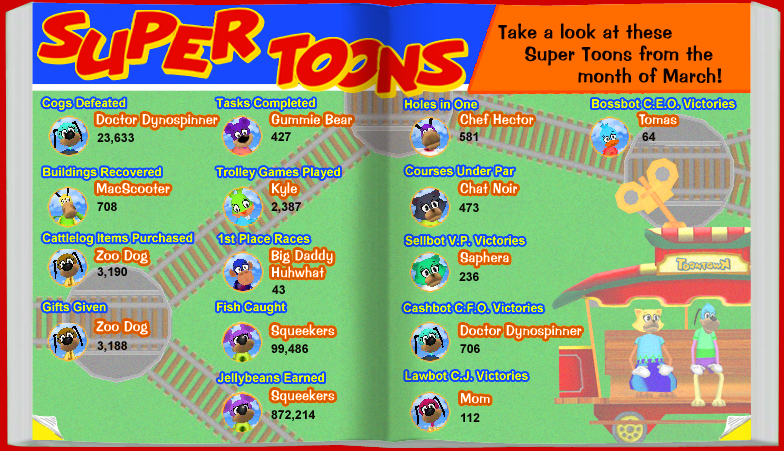 SUPER TOONS
Take a look at these
Super Toons from the
month of March!
Cogs Defeated
Doctor Dynospinner
23,633
Buildings Recovered
MacScooter
708
Cattlelog Items Purchased
Zoo Dog
3,190
Gifts Given
Zoo Dog
3,188
Tasks Completed
Gummie Bear
427
Trolley Games Played
Kyle
2,387
1st Place Races
Big Daddy
Huhwhat
43
Fish Caught
Squeekers
99,486
Jellybeans Earned
Squeekers
872,214
Holes in One
Chef Hector
581
Courses Under Par
Chat Noir
473
Sellbot V.P. Victories
Saphera
236
Cashbot C.F.O. Victories
Doctor Dynospinner
706
Lawbot C.J. Victories
Mom
112
Bossbot C.E.O. Victories
Tomas
64
TOONTOWN